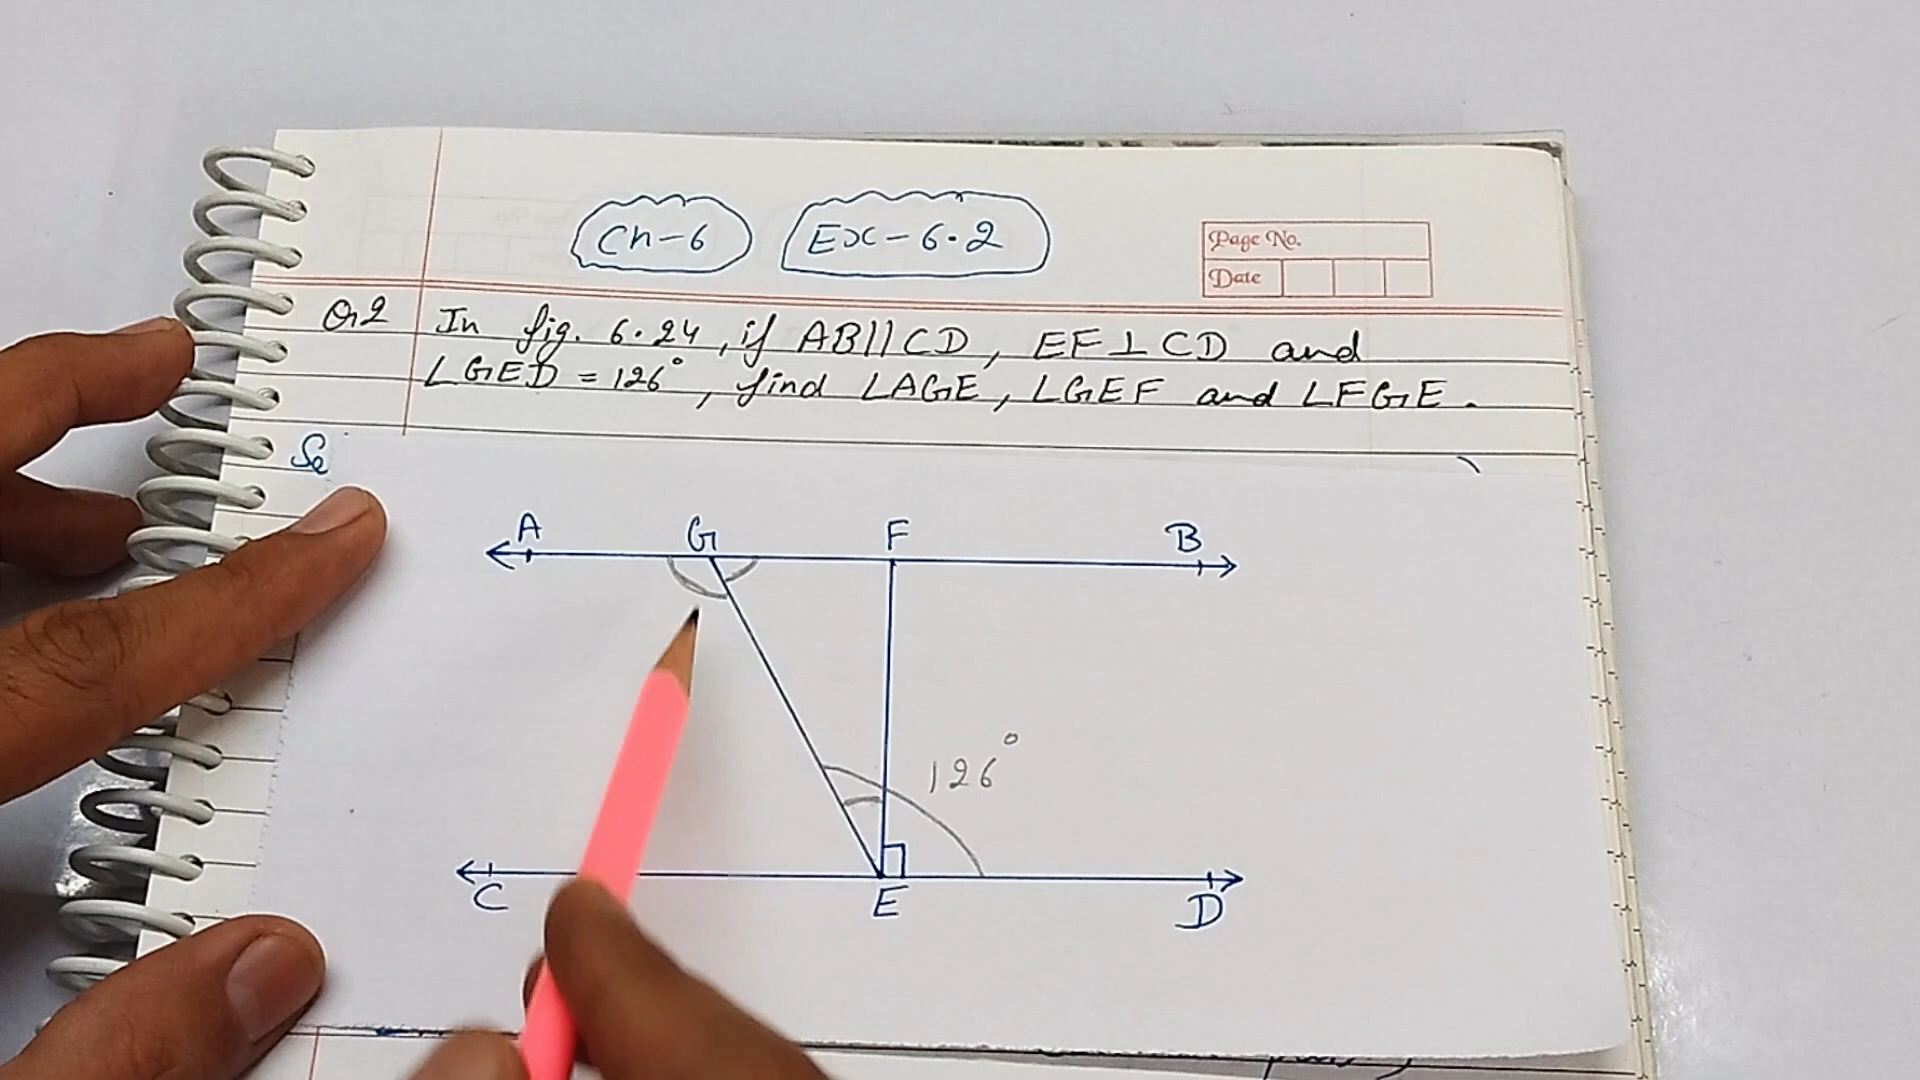 Ch-6 Ex-6.2
Page No.
Date
Q2 In fig. 6.24, if AB||CD, EF⊥CD and
∠GED = 126°, find ∠AGE, ∠GEF and ∠FGE.
So
A G F B
126°
C E D